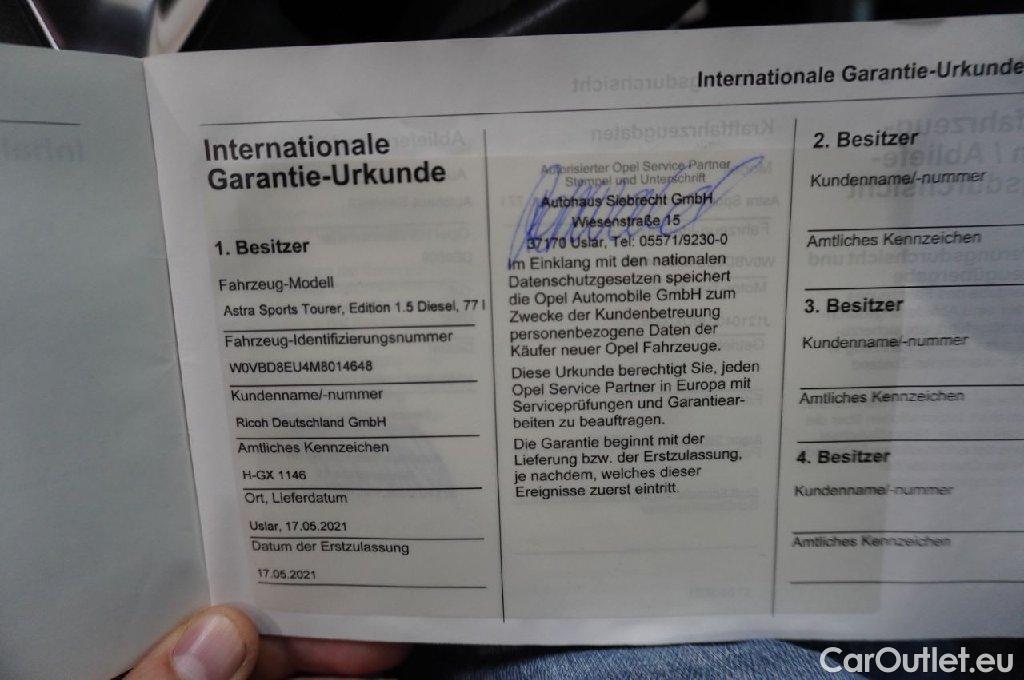 Internationale Garantie-Urkunde
Internationale
Garantie-Urkunde
1. Besitzer
Fahrzeug-Modell
Astra Sports Tourer, Edition 1.5 Diesel, 77
Fahrzeug-Identifizierungsnummer
W0VBD8EU4M8014648
Kundenname/-nummer
Ricoh Deutschland GmbH
Amtliches Kennzeichen
H-GX 1146
Ort, Lieferdatum
Uslar, 17.05.2021
Datum der Erstzulassung
17.05.2021
Autorisierter Opel Service Partner
Stempel und Unterschrift
Autohaus Siebrecht GmbH
Wiesenstraße 15
37170 Uslar, Tel: 05571/9230-0
Im Einklang mit den nationalen
Datenschutzgesetzen speichert
die Opel Automobile GmbH zum
Zwecke der Kundenbetreuung
personenbezogene Daten der
Käufer neuer Opel Fahrzeuge.
Diese Urkunde berechtigt Sie, jeden
Opel Service Partner in Europa mit
Serviceprüfungen und Garantiear-
beiten zu beauftragen.
Die Garantie beginnt mit der
Lieferung bzw. der Erstzulassung,
je nachdem, welches dieser
Ereignisse zuerst eintritt.
2. Besitzer
Kundenname/-nummer
Amtliches Kennzeichen
3. Besitzer
Kundenname/-nummer
Amtliches Kennzeichen
4. Besitzer
Kundenname/-nummer
Amtliches Kennzeichen
CarOutlet.eu